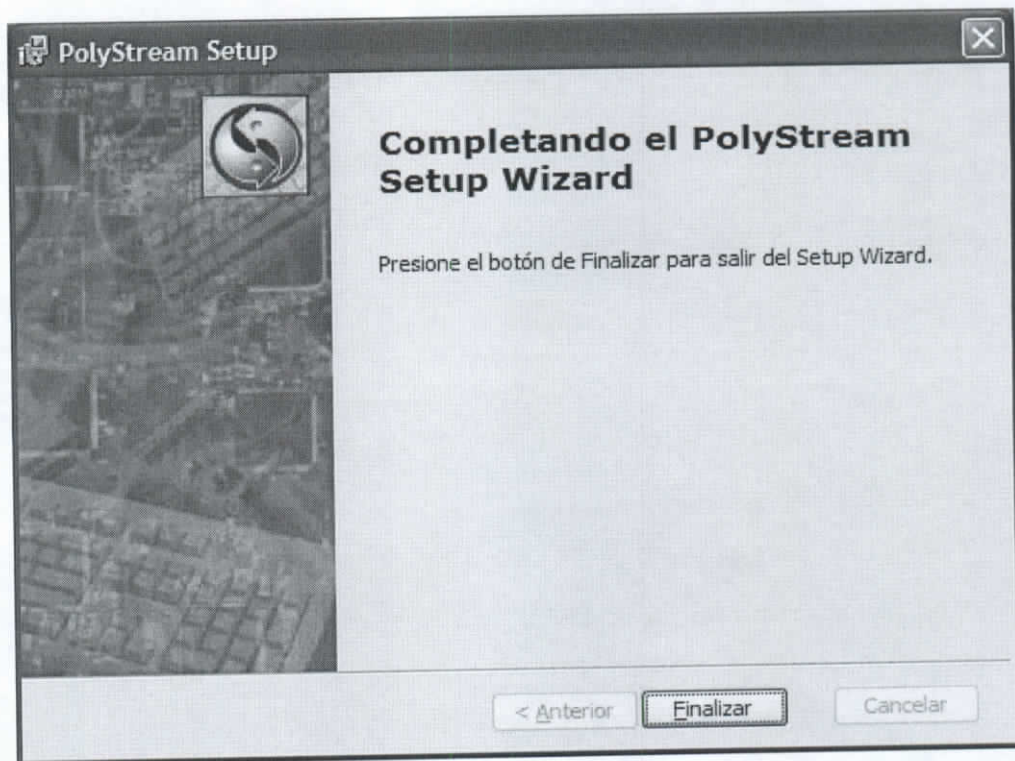 PolyStream Setup
Completando el PolyStream
Setup Wizard
Presione el botón de Finalizar para salir del Setup Wizard.
< Anterior
Finalizar
Cancelar